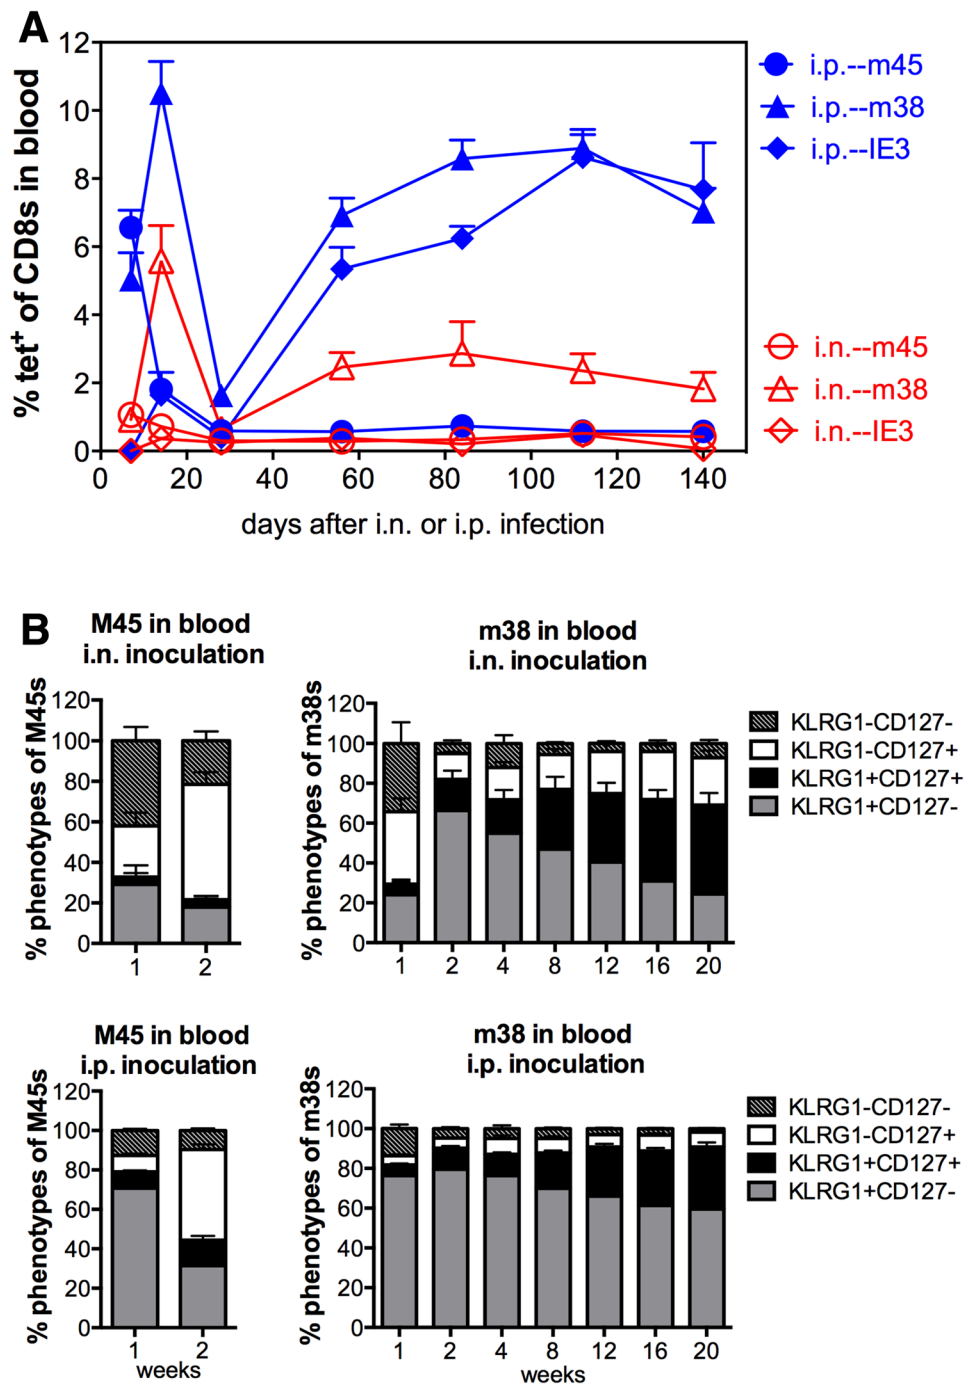 A
% tet+ of CD8s in blood
12
10
8
6
4
2
0
0 20 40 60 80 100 120 140
days after i.n. or i.p. infection
i.p.--m45
i.p.--m38
i.p.--IE3
i.n.--m45
i.n.--m38
i.n.--IE3
B
M45 in blood
i.n. inoculation
% phenotypes of M45s
120
100
80
60
40
20
0
1 2
m38 in blood
i.n. inoculation
% phenotypes of m38s
120
100
80
60
40
20
0
1 2 4 8 12 16 20
KLRG1-CD127-
KLRG1-CD127+
KLRG1+CD127+
KLRG1+CD127-
M45 in blood
i.p. inoculation
% phenotypes of M45s
120
100
80
60
40
20
0
1 2
weeks
m38 in blood
i.p. inoculation
% phenotypes of m38s
120
100
80
60
40
20
0
1 2 4 8 12 16 20
weeks
KLRG1-CD127-
KLRG1-CD127+
KLRG1+CD127+
KLRG1+CD127-